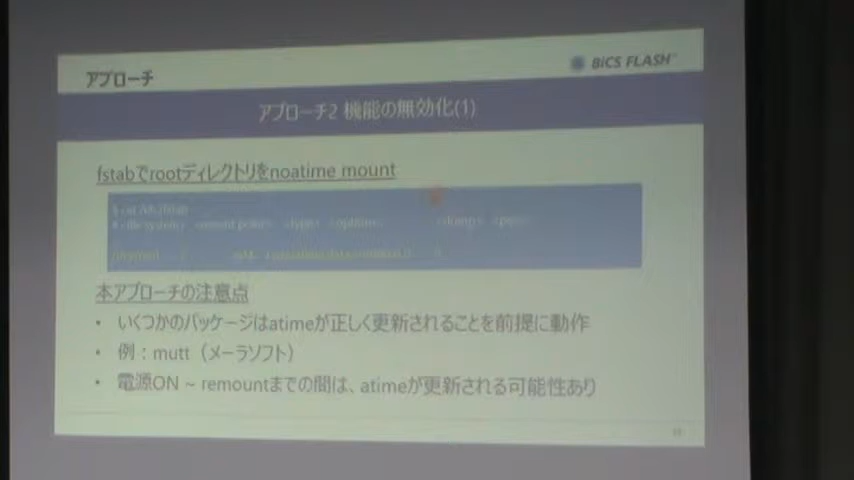 アプローチ
BiCS FLASH™
アプローチ2 機能の無効化(1)
fstabでrootディレクトリをnoatime mount
本アプローチの注意点
• いくつかのパッケージはatimeが正しく更新されることを前提に動作
• 例：mutt（メーラソフト）
• 電源ON ~ remountまでの間は、atimeが更新される可能性あり